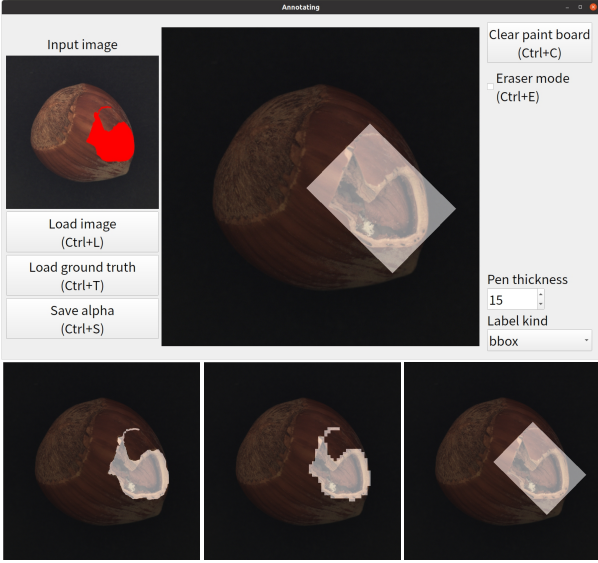 Annotating
Input image
Load image
(Ctrl+L)
Load ground truth
(Ctrl+T)
Save alpha
(Ctrl+S)
Clear paint board
(Ctrl+C)
Eraser mode
(Ctrl+E)
Pen thickness
15
Label kind
bbox